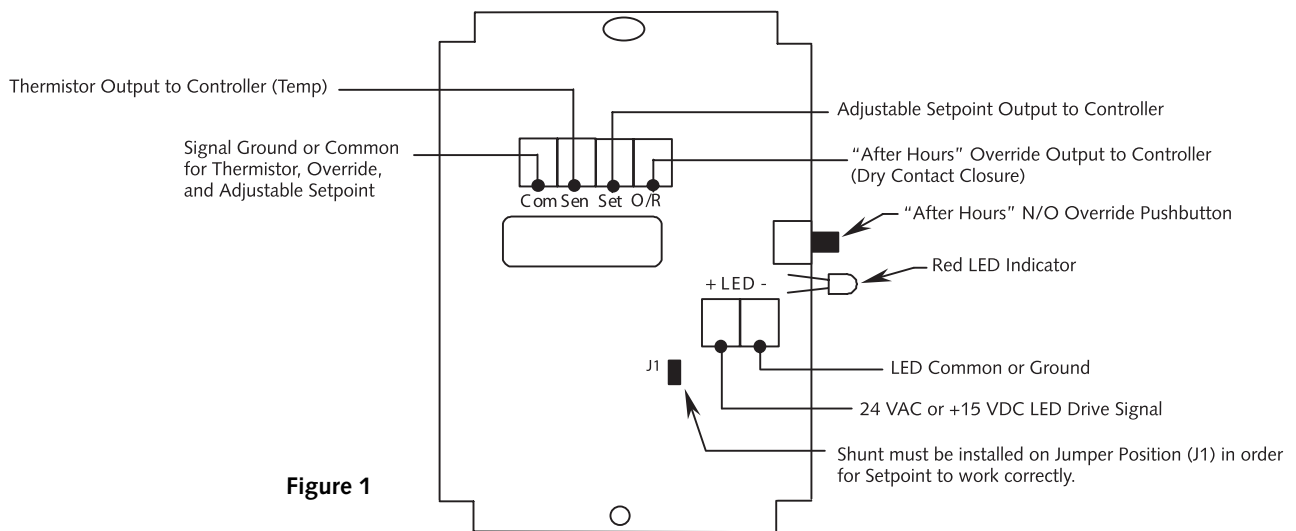 Thermistor Output to Controller (Temp)
Signal Ground or Common
for Thermistor, Override,
and Adjustable Setpoint
Com Sen Set O/R
Adjustable Setpoint Output to Controller
“After Hours” Override Output to Controller
(Dry Contact Closure)
“After Hours” N/O Override Pushbutton
Red LED Indicator
+ LED -
J1
LED Common or Ground
24 VAC or +15 VDC LED Drive Signal
Shunt must be installed on Jumper Position (J1) in order
for Setpoint to work correctly.
Figure 1